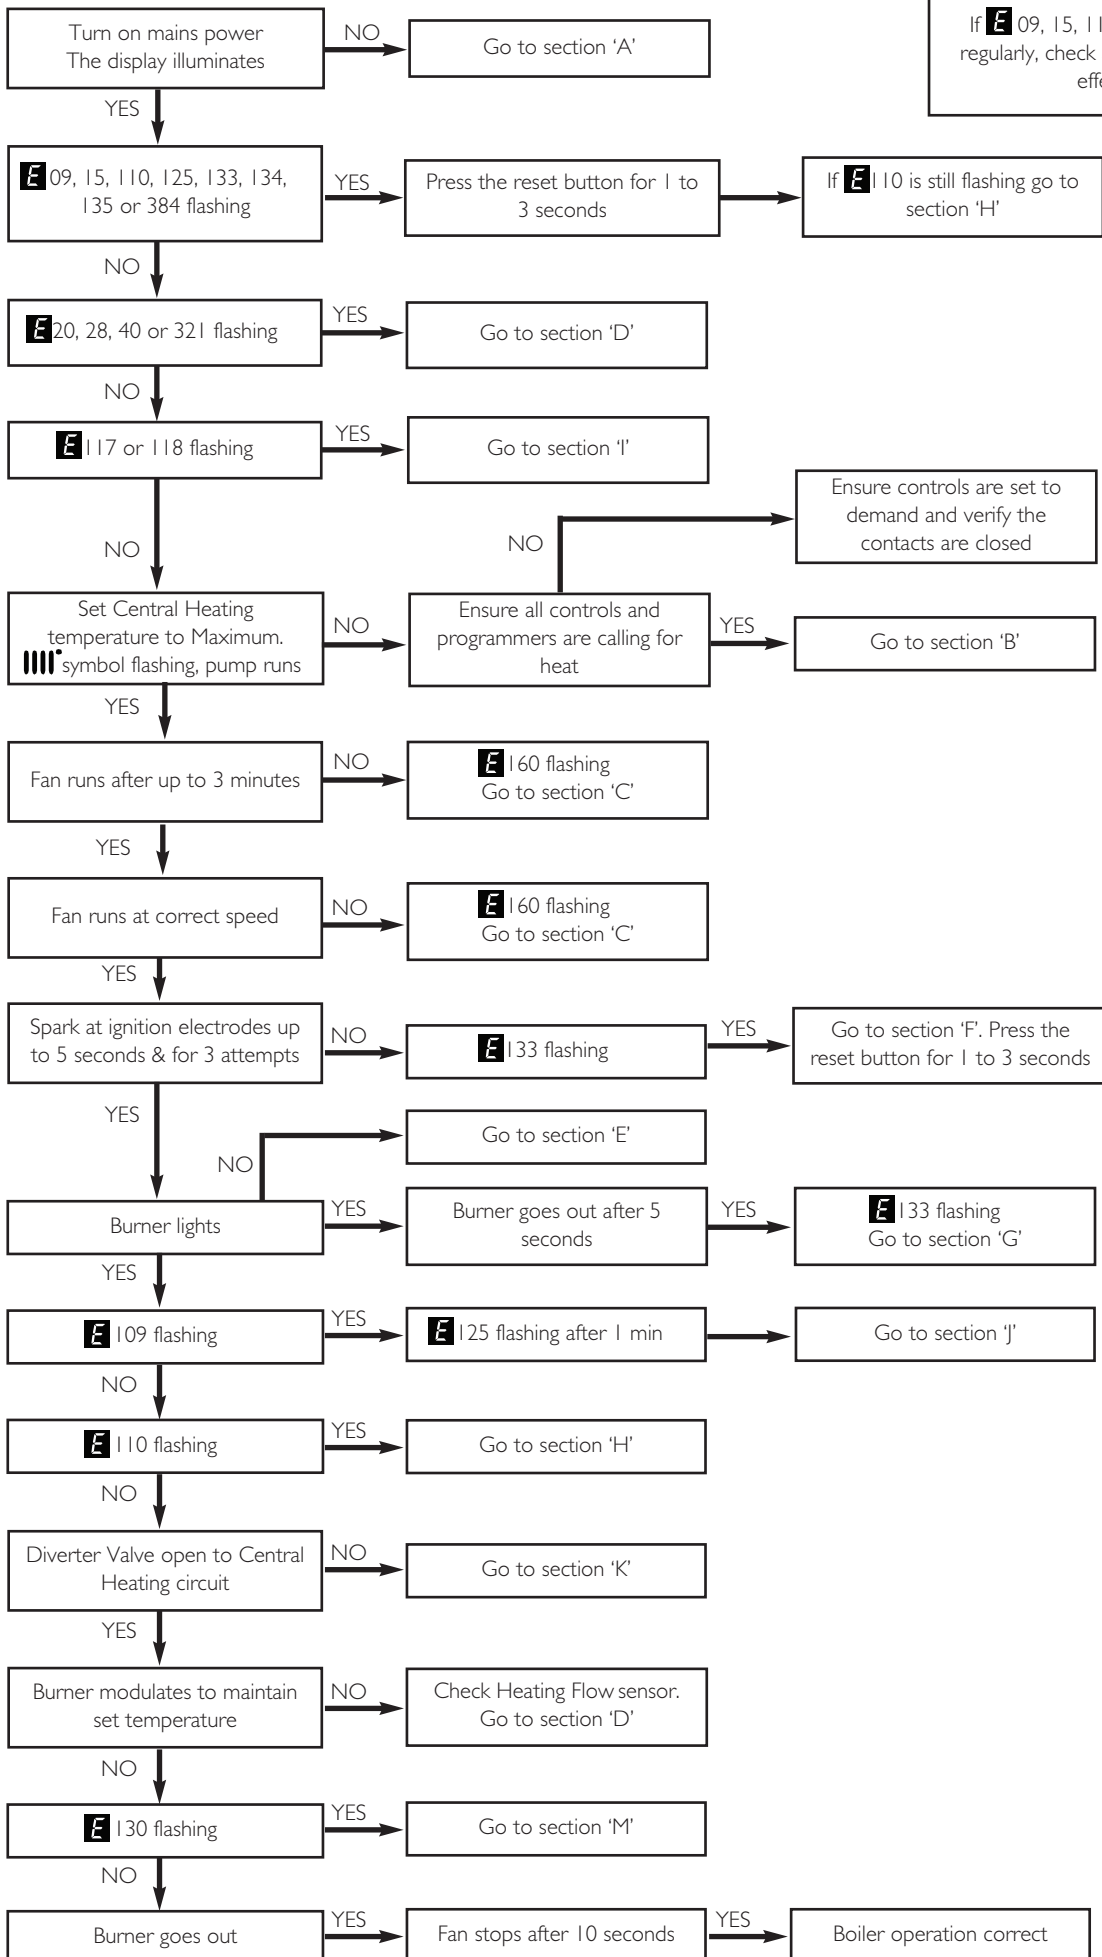 Turn on mains power
The display illuminates
NO
Go to section ‘A’
If E 09, 15, 11
regularly, check
effe
YES
E 09, 15, 110, 125, 133, 134,
135 or 384 flashing
YES
Press the reset button for 1 to
3 seconds
If E 110 is still flashing go to
section ‘H’
NO
E 20, 28, 40 or 321 flashing
YES
Go to section ‘D’
NO
E 117 or 118 flashing
YES
Go to section ‘I’
NO
Set Central Heating
temperature to Maximum.
symbol flashing, pump runs
NO
Ensure all controls and
programmers are calling for
heat
NO
Ensure controls are set to
demand and verify the
contacts are closed
YES
Go to section ‘B’
YES
Fan runs after up to 3 minutes
NO
E 160 flashing
Go to section ‘C’
YES
Fan runs at correct speed
NO
E 160 flashing
Go to section ‘C’
YES
Spark at ignition electrodes up
to 5 seconds & for 3 attempts
NO
E 133 flashing
YES
Go to section ‘F’. Press the
reset button for 1 to 3 seconds
YES
NO
Go to section ‘E’
Burner lights
YES
Burner goes out after 5
seconds
YES
E 133 flashing
Go to section ‘G’
YES
E 109 flashing
YES
E 125 flashing after 1 min
Go to section ‘J’
NO
E 110 flashing
YES
Go to section ‘H’
NO
Diverter Valve open to Central
Heating circuit
NO
Go to section ‘K’
YES
Burner modulates to maintain
set temperature
NO
Check Heating Flow sensor.
Go to section ‘D’
NO
E 130 flashing
YES
Go to section ‘M’
NO
Burner goes out
YES
Fan stops after 10 seconds
YES
Boiler operation correct